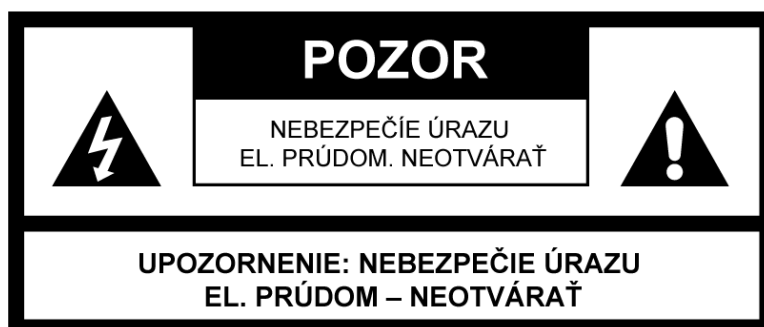 POZOR
NEBEZPEČÍE ÚRAZU
EL. PRÚDOM. NEOTVÁRAŤ
UPOZORNENIE: NEBEZPEČIE ÚRAZU
EL. PRÚDOM – NEOTVÁRAŤ